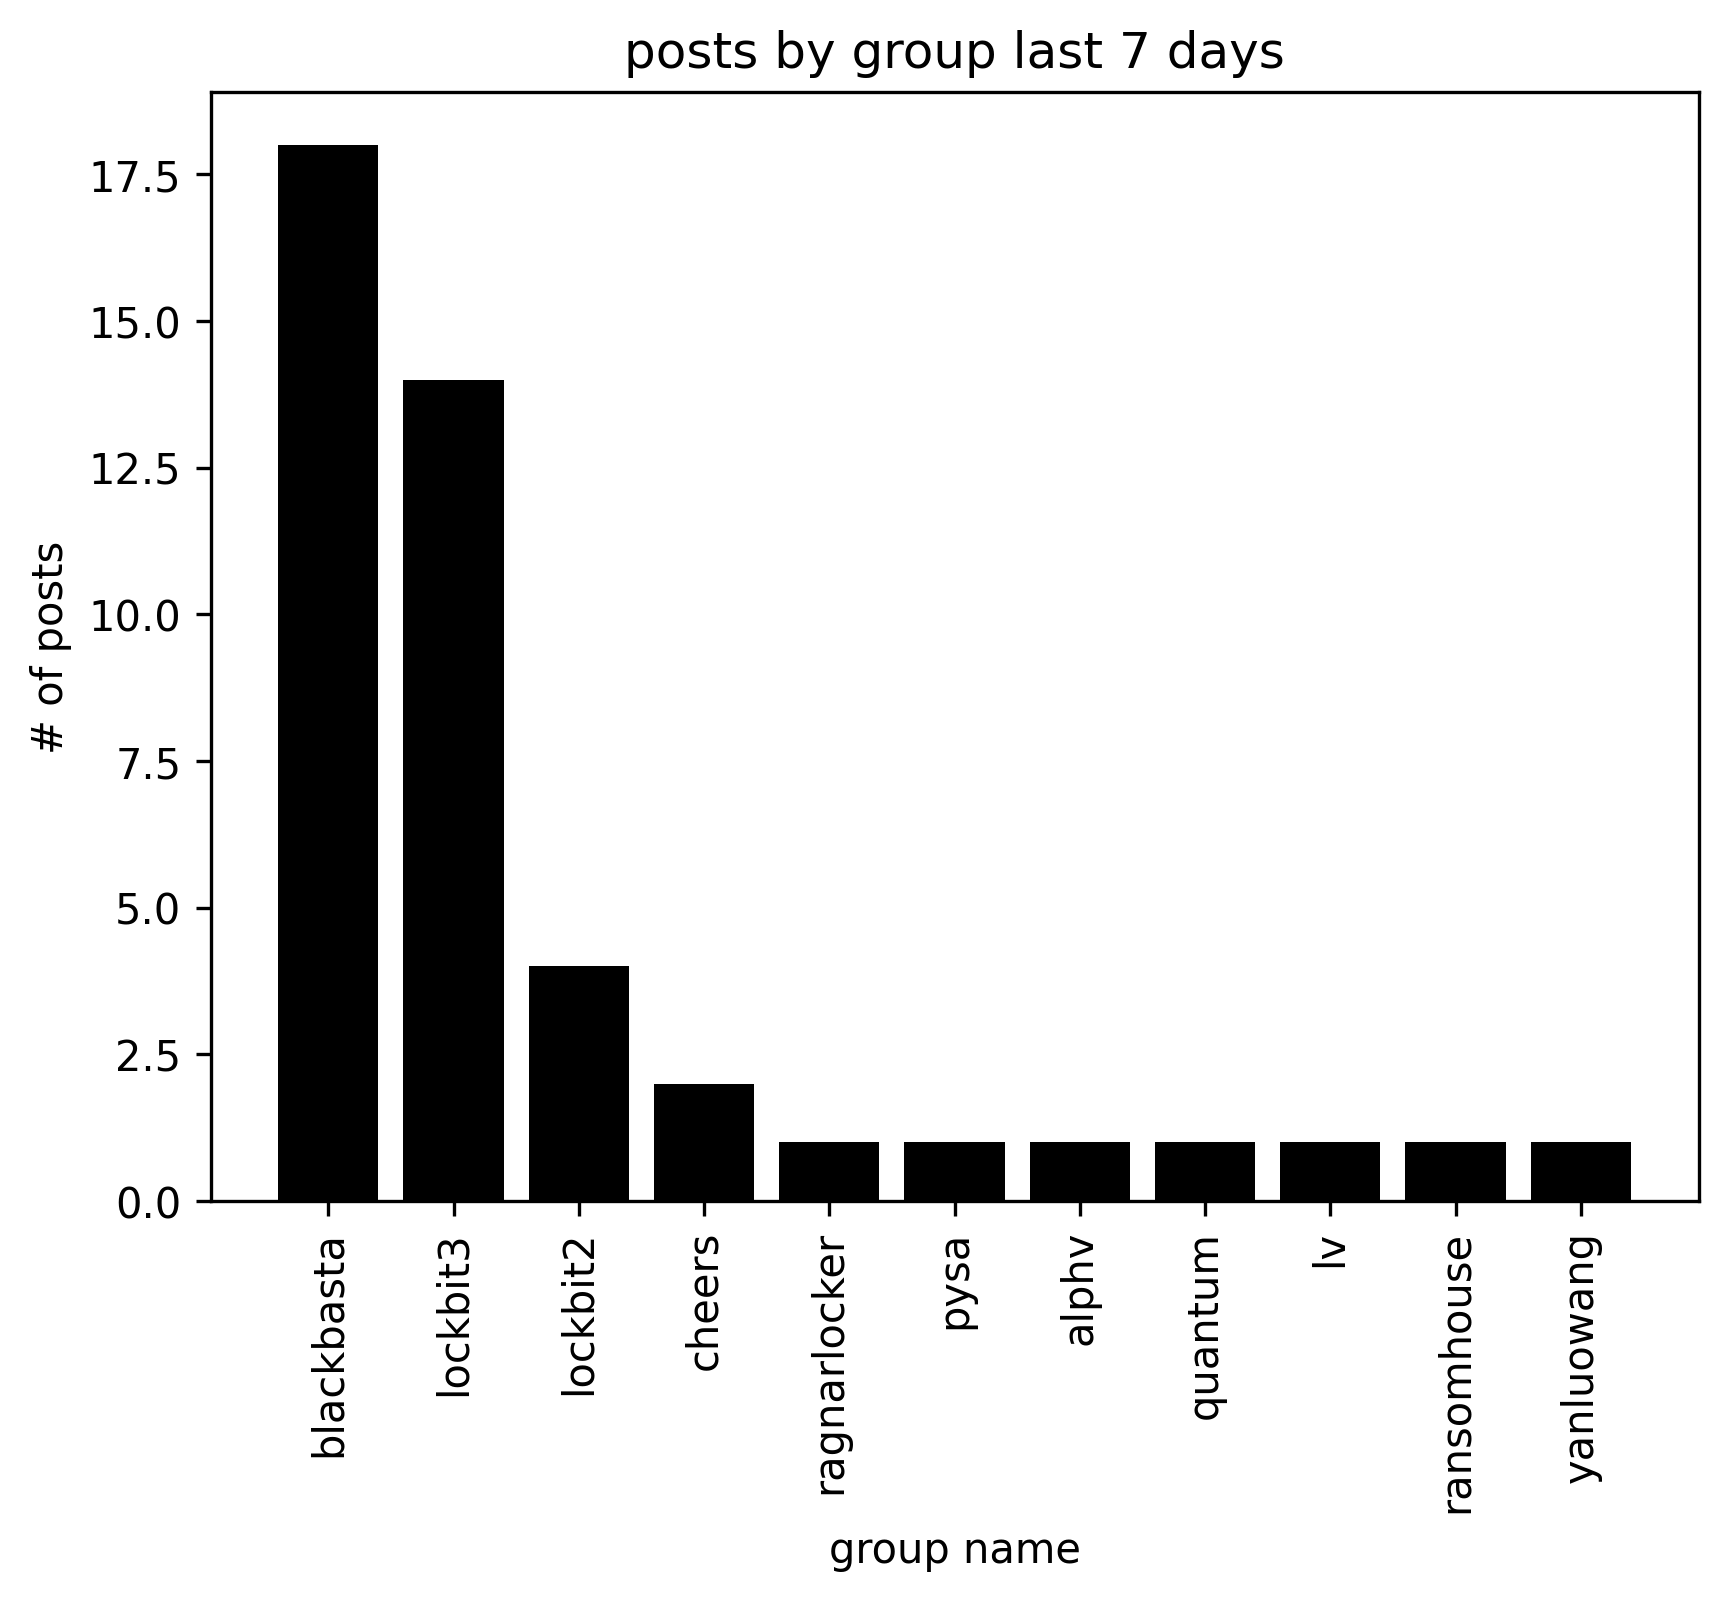 posts by group last 7 days
# of posts
17.5
15.0
12.5
10.0
7.5
5.0
2.5
0.0
blackbasta
lockbit3
lockbit2
cheers
ragnarlocker
pysa
alphv
quantum
lv
ransomhouse
yanluowang
group name